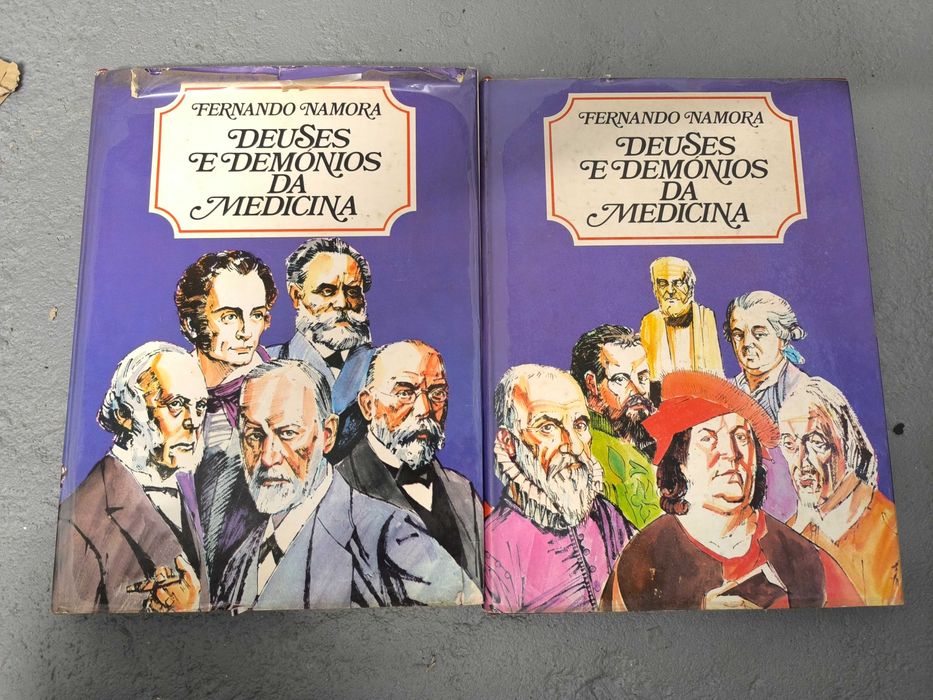 FERNANDO NAMORA
DEUSES
E DEMÓNIOS
DA
MEDICINA
FERNANDO NAMORA
DEUSES
E DEMÓNIOS
DA
MEDICINA